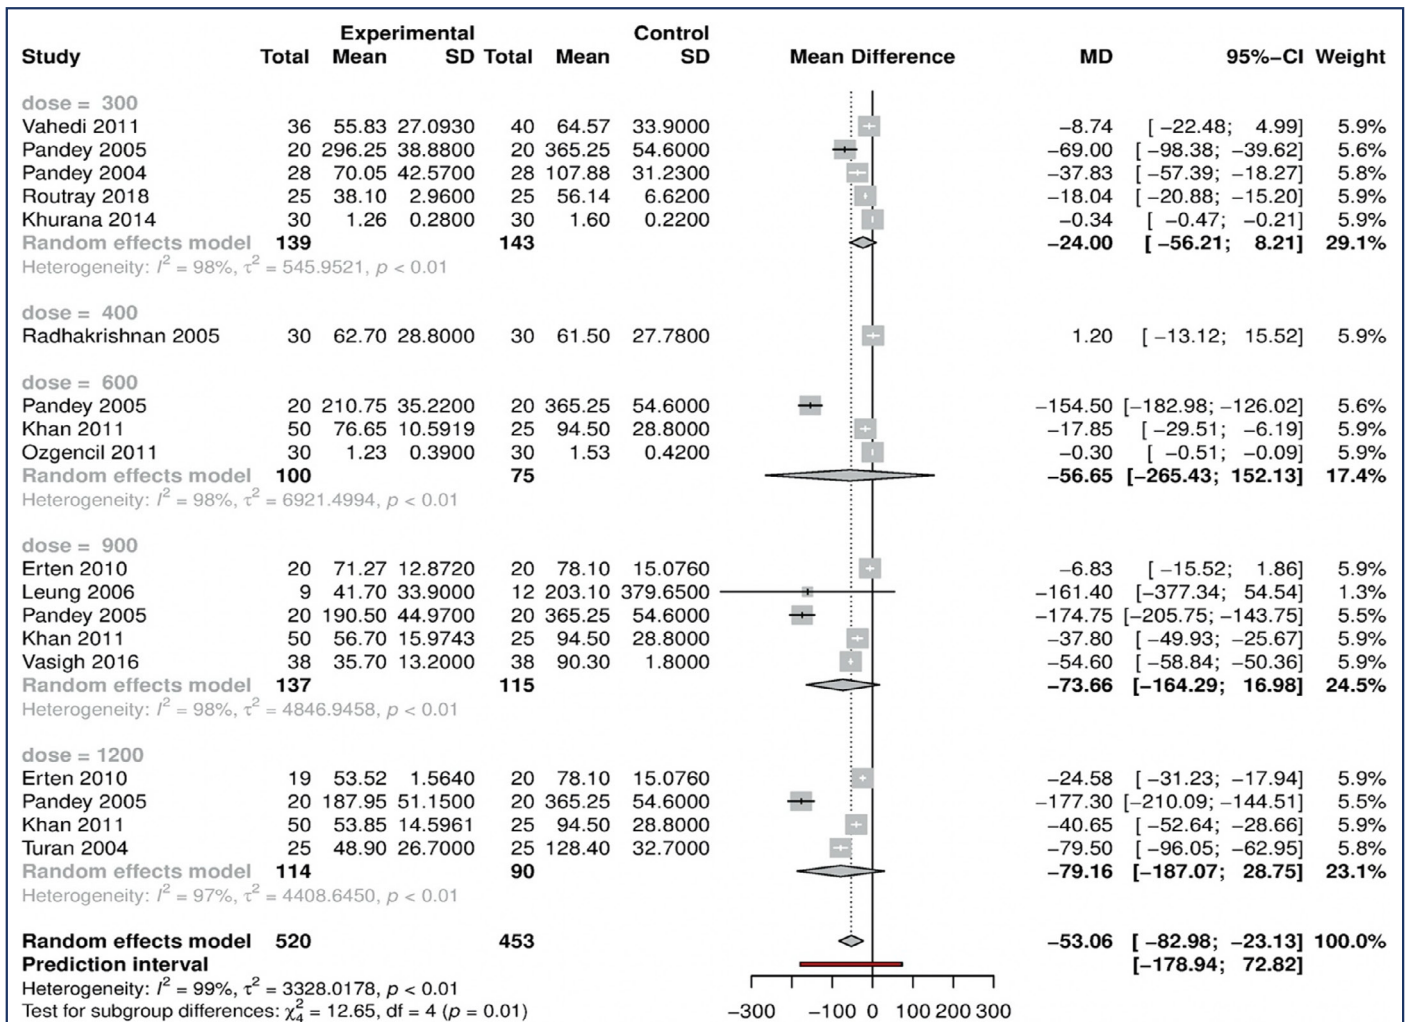 Experimental Control
Study Total Mean SD Total Mean SD Mean Difference MD 95%−CI Weight
dose = 300
Vahedi 2011 36 55.83 27.0930 40 64.57 33.9000 −8.74 [ −22.48; 4.99] 5.9%
Pandey 2005 20 296.25 38.8800 20 365.25 54.6000 −69.00 [ −98.38; −39.62] 5.6%
Pandey 2004 28 70.05 42.5700 28 107.88 31.2300 −37.83 [ −57.39; −18.27] 5.8%
Routray 2018 25 38.10 2.9600 25 56.14 6.6200 −18.04 [ −20.88; −15.20] 5.9%
Khurana 2014 30 1.26 0.2800 30 1.60 0.2200 −0.34 [ −0.47; −0.21] 5.9%
Random effects model 139 143 −24.00 [ −56.21; 8.21] 29.1%
Heterogeneity: I² = 98%, τ² = 545.9521, p < 0.01
dose = 400
Radhakrishnan 2005 30 62.70 28.8000 30 61.50 27.7800 1.20 [ −13.12; 15.52] 5.9%
dose = 600
Pandey 2005 20 210.75 35.2200 20 365.25 54.6000 −154.50 [−182.98; −126.02] 5.6%
Khan 2011 50 76.65 10.5919 25 94.50 28.8000 −17.85 [ −29.51; −6.19] 5.9%
Ozgencil 2011 30 1.23 0.3900 30 1.53 0.4200 −0.30 [ −0.51; −0.09] 5.9%
Random effects model 100 75 −56.65 [−265.43; 152.13] 17.4%
Heterogeneity: I² = 98%, τ² = 6921.4994, p < 0.01
dose = 900
Erten 2010 20 71.27 12.8720 20 78.10 15.0760 −6.83 [ −15.52; 1.86] 5.9%
Leung 2006 9 41.70 33.9000 12 203.10 379.6500 −161.40 [−377.34; 54.54] 1.3%
Pandey 2005 20 190.50 44.9700 20 365.25 54.6000 −174.75 [−205.75; −143.75] 5.5%
Khan 2011 50 56.70 15.9743 25 94.50 28.8000 −37.80 [ −49.93; −25.67] 5.9%
Vasigh 2016 38 35.70 13.2000 38 90.30 1.8000 −54.60 [ −58.84; −50.36] 5.9%
Random effects model 137 115 −73.66 [−164.29; 16.98] 24.5%
Heterogeneity: I² = 98%, τ² = 4846.9458, p < 0.01
dose = 1200
Erten 2010 19 53.52 1.5640 20 78.10 15.0760 −24.58 [ −31.23; −17.94] 5.9%
Pandey 2005 20 187.95 51.1500 20 365.25 54.6000 −177.30 [−210.09; −144.51] 5.5%
Khan 2011 50 53.85 14.5961 25 94.50 28.8000 −40.65 [ −52.64; −28.66] 5.9%
Turan 2004 25 48.90 26.7000 25 128.40 32.7000 −79.50 [ −96.05; −62.95] 5.8%
Random effects model 114 90 −79.16 [−187.07; 28.75] 23.1%
Heterogeneity: I² = 97%, τ² = 4408.6450, p < 0.01
Random effects model 520 453 −53.06 [ −82.98; −23.13] 100.0%
Prediction interval [−178.94; 72.82]
Heterogeneity: I² = 99%, τ² = 3328.0178, p < 0.01
Test for subgroup differences: χ²₄ = 12.65, df = 4 (p = 0.01)
−300 −100 0 100 200 300